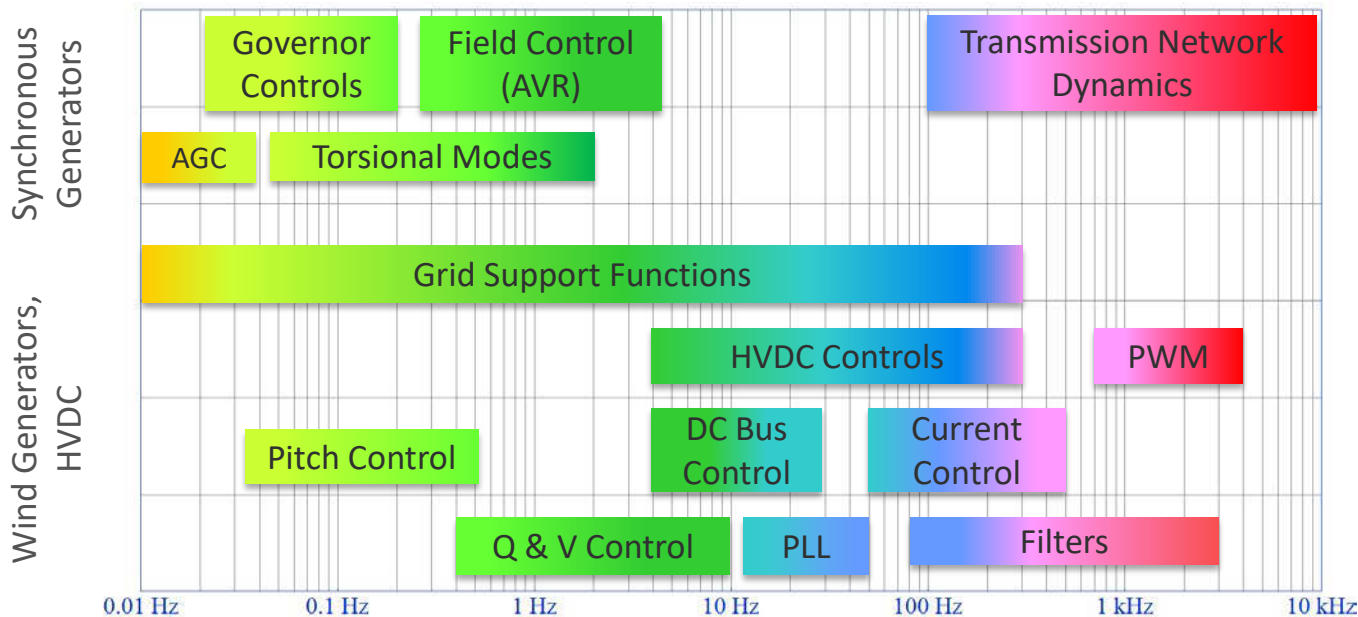 Synchronous
Generators
Governor
Controls
Field Control
(AVR)
Transmission Network
Dynamics
AGC
Torsional Modes
Wind Generators,
HVDC
Grid Support Functions
HVDC Controls
PWM
Pitch Control
DC Bus
Control
Current
Control
Q & V Control
PLL
Filters
0.01 Hz
0.1 Hz
1 Hz
10 Hz
100 Hz
1 kHz
10 kHz